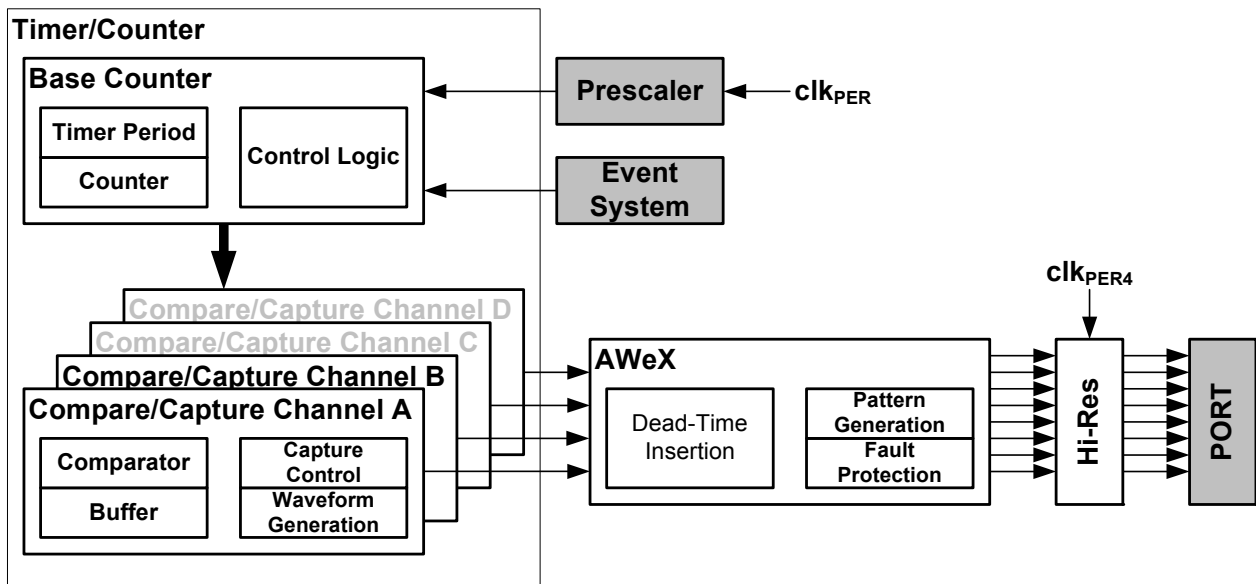 Timer/Counter
Base Counter
Timer Period
Counter
Control Logic
Prescaler
clkPER
Event
System
Compare/Capture Channel D
Compare/Capture Channel C
Compare/Capture Channel B
Compare/Capture Channel A
Comparator
Buffer
Capture
Control
Waveform
Generation
AWeX
Dead-Time
Insertion
Pattern
Generation
Fault
Protection
clkPER4
Hi-Res
PORT